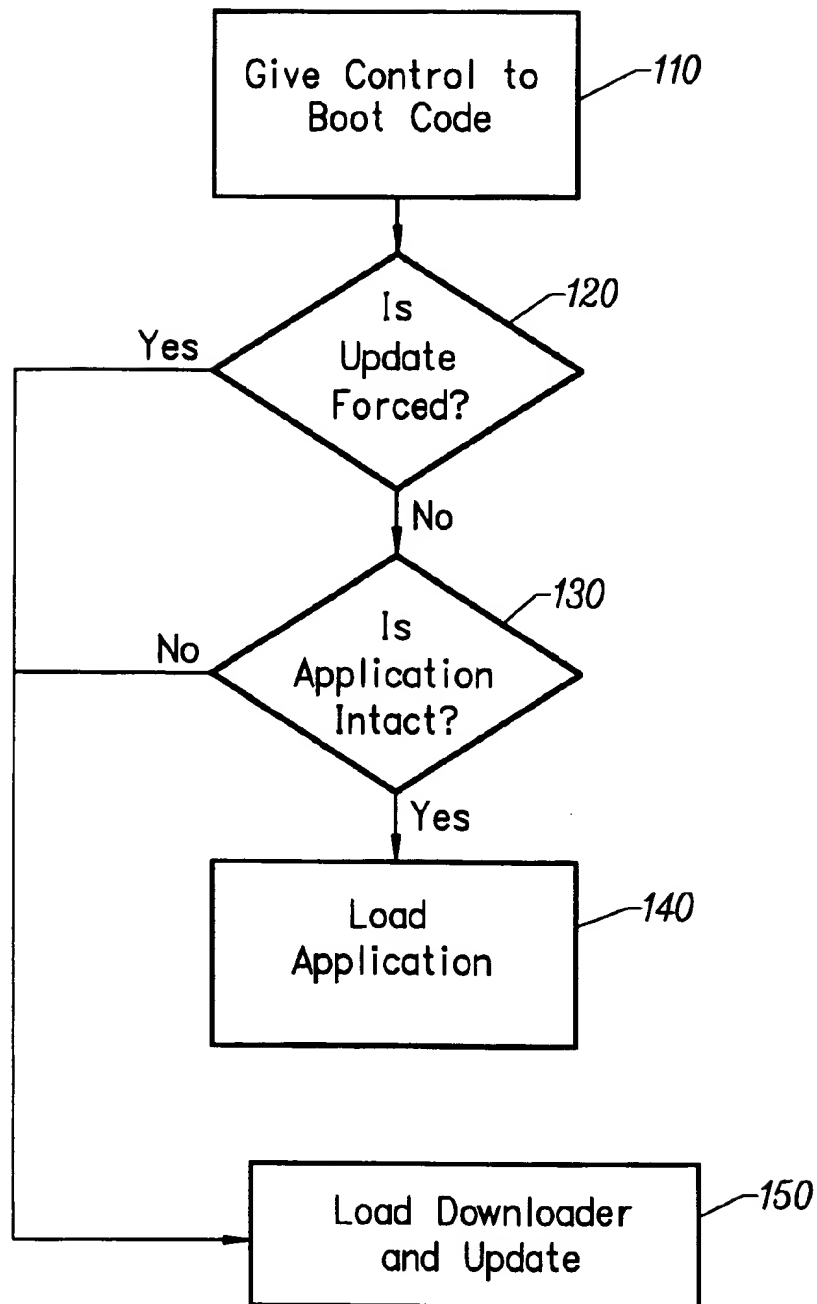 Give Control to
Boot Code
110
Is
Update
Forced?
120
Yes
No
Is
Application
Intact?
130
No
Yes
Load
Application
140
Load Downloader
and Update
150